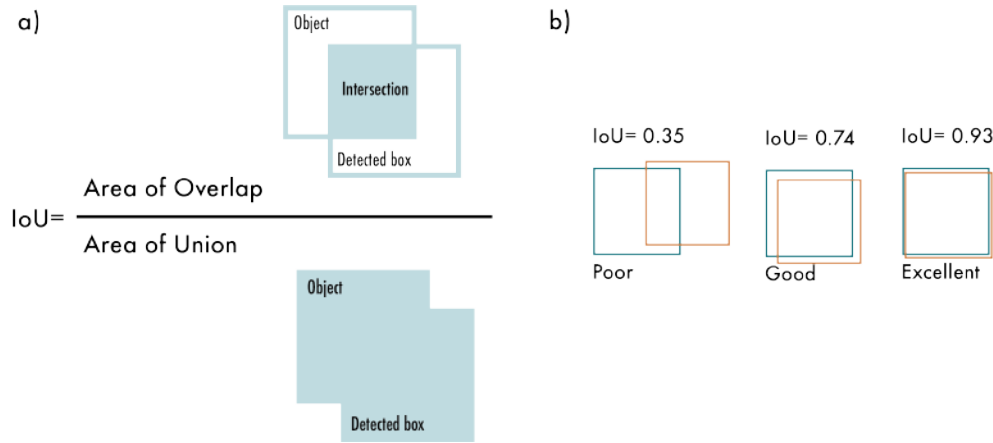 a)
Object
Intersection
Detected box
Area of Overlap
IoU=
Area of Union
Object
Detected box
b)
IoU= 0.35
IoU= 0.74
IoU= 0.93
Poor
Good
Excellent